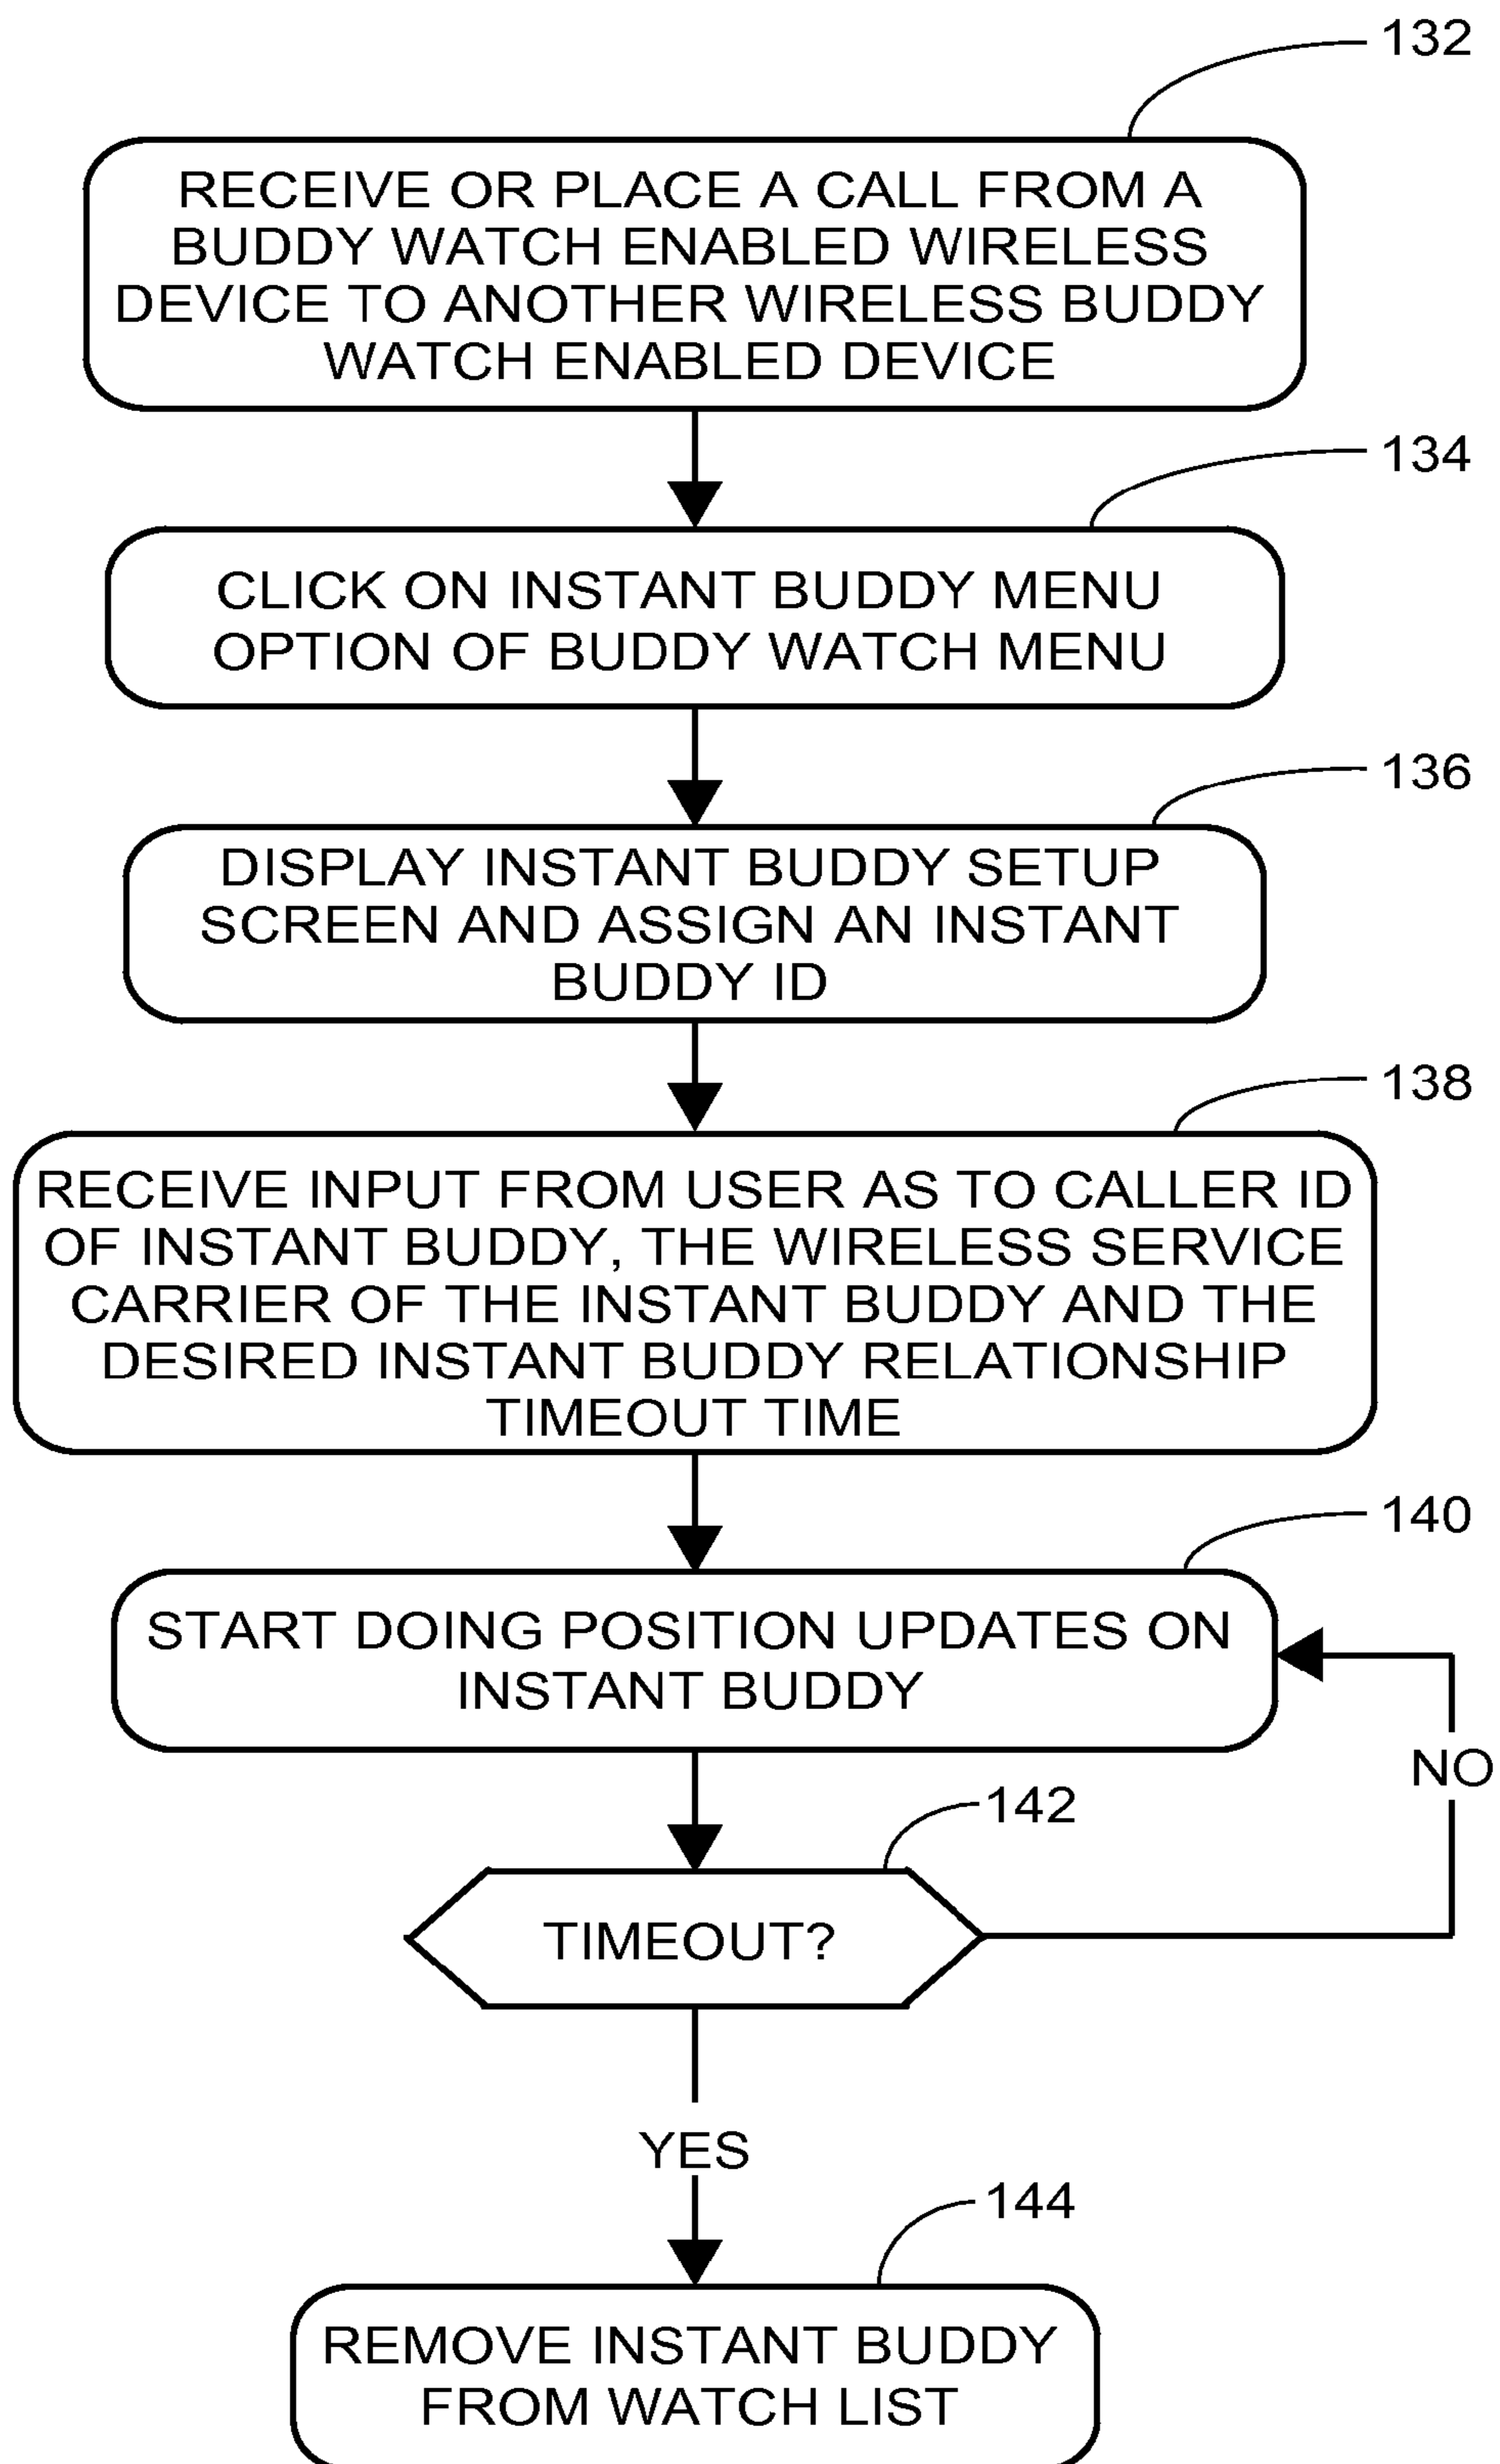 132
RECEIVE OR PLACE A CALL FROM A
BUDDY WATCH ENABLED WIRELESS
DEVICE TO ANOTHER WIRELESS BUDDY
WATCH ENABLED DEVICE
134
CLICK ON INSTANT BUDDY MENU
OPTION OF BUDDY WATCH MENU
136
DISPLAY INSTANT BUDDY SETUP
SCREEN AND ASSIGN AN INSTANT
BUDDY ID
138
RECEIVE INPUT FROM USER AS TO CALLER ID
OF INSTANT BUDDY, THE WIRELESS SERVICE
CARRIER OF THE INSTANT BUDDY AND THE
DESIRED INSTANT BUDDY RELATIONSHIP
TIMEOUT TIME
140
START DOING POSITION UPDATES ON
INSTANT BUDDY
NO
142
TIMEOUT?
YES
144
REMOVE INSTANT BUDDY
FROM WATCH LIST